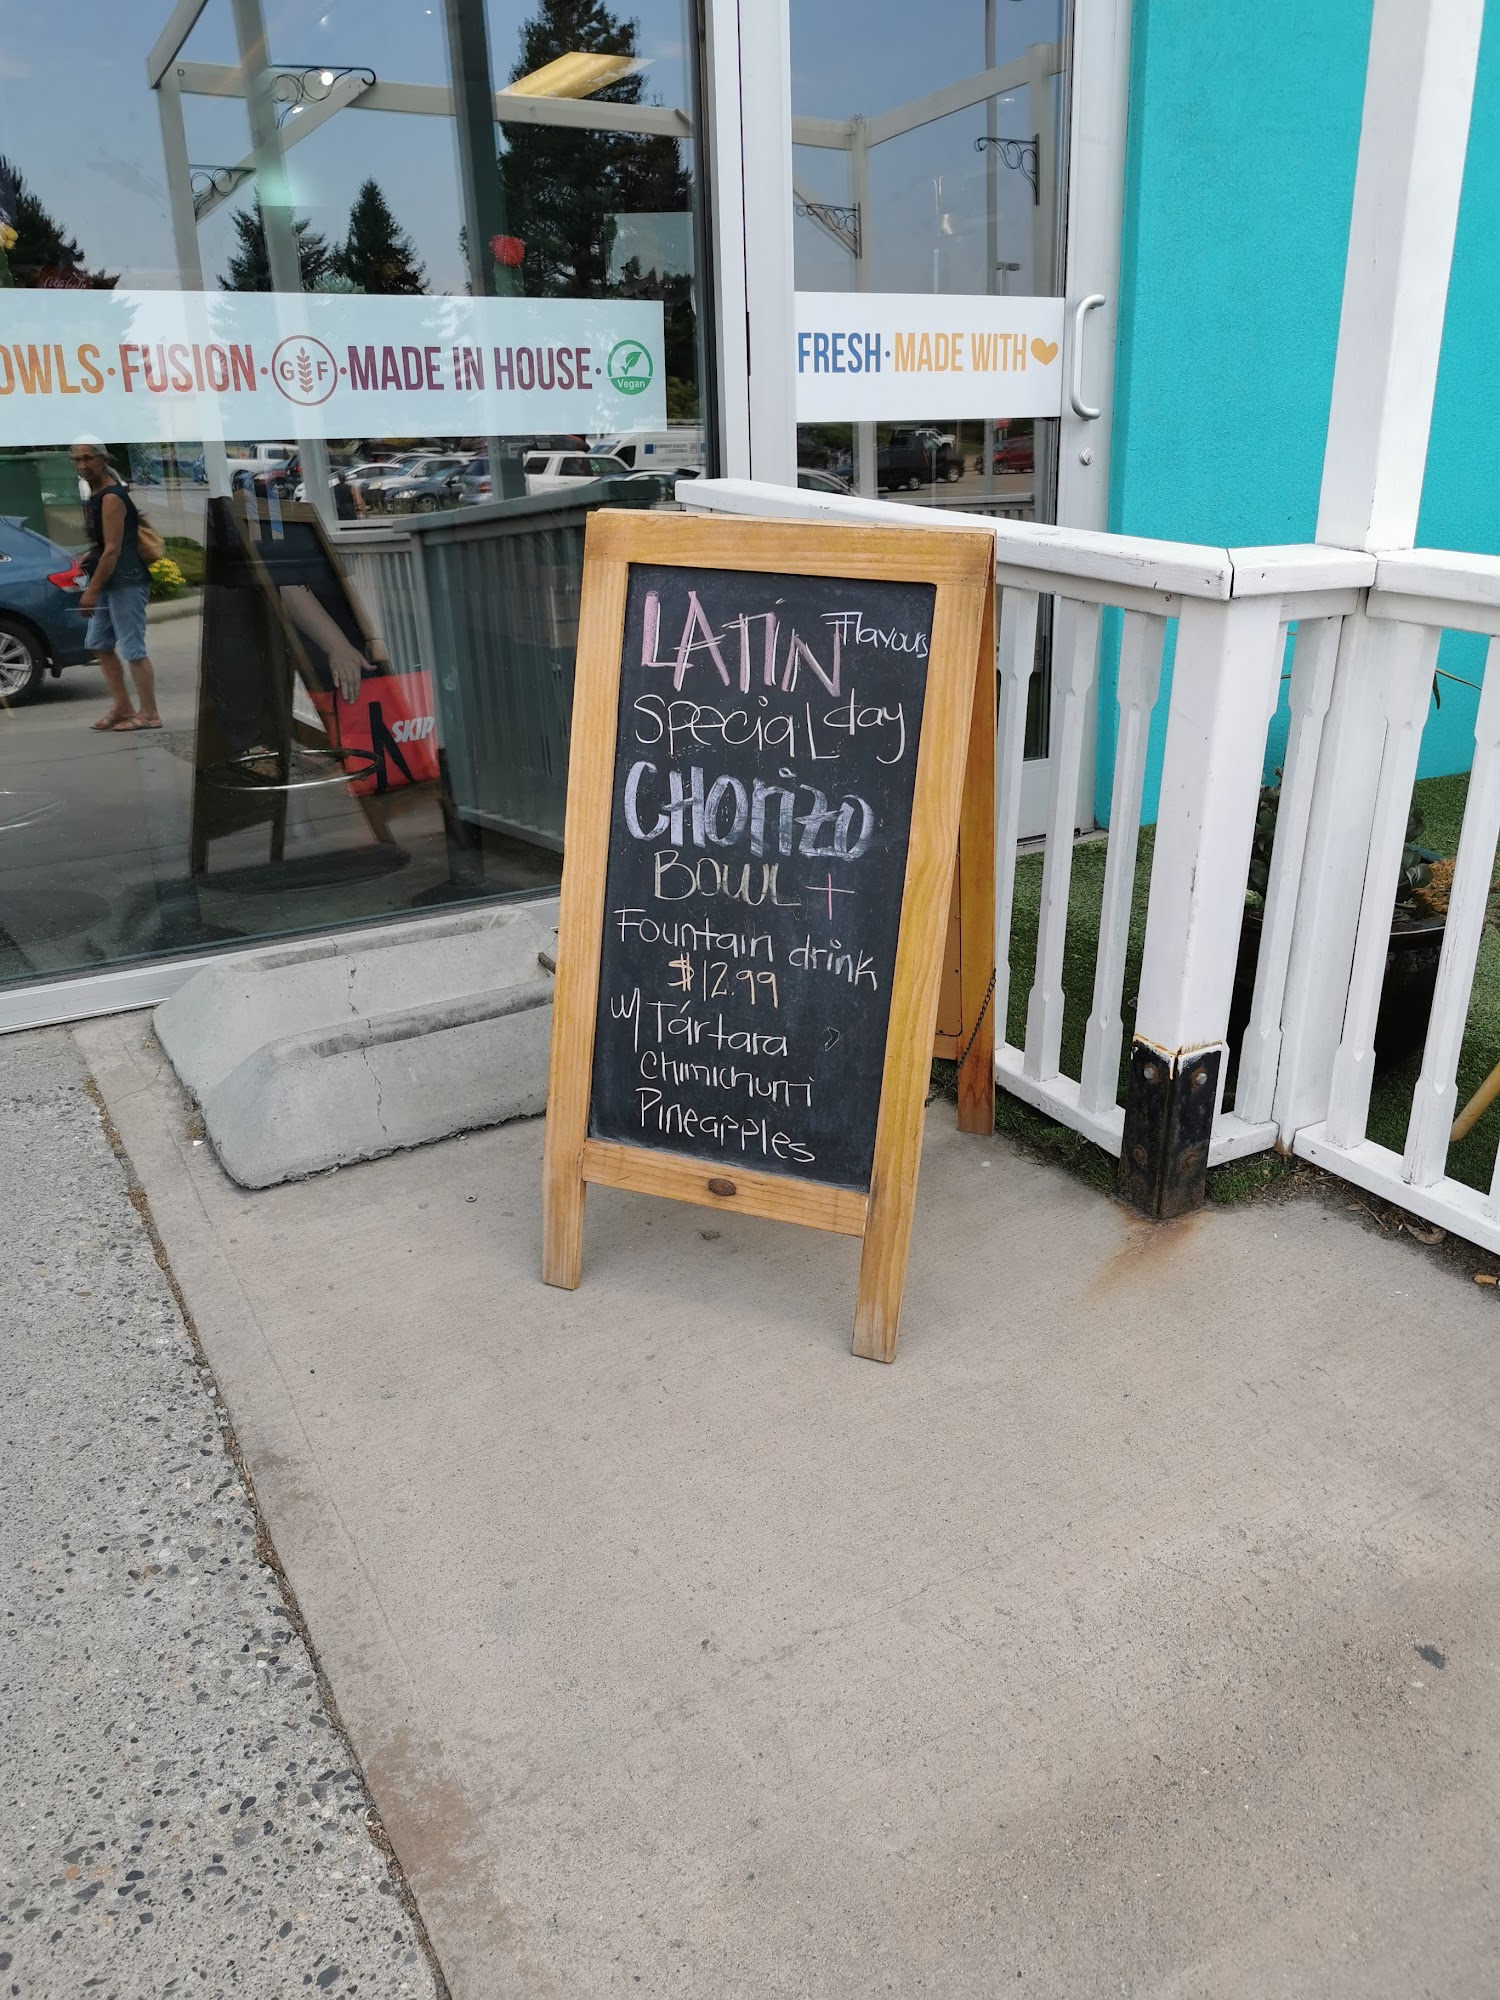 OWLS·FUSION·GF·MADE IN HOUSE·Vegan
FRESH·MADE WITH
SKIP
LATIN Flavours
Special day
CHORIZO
BOWL +
Fountain drink
$12.99
w/ Tártara
Chimichurri
Pineapples